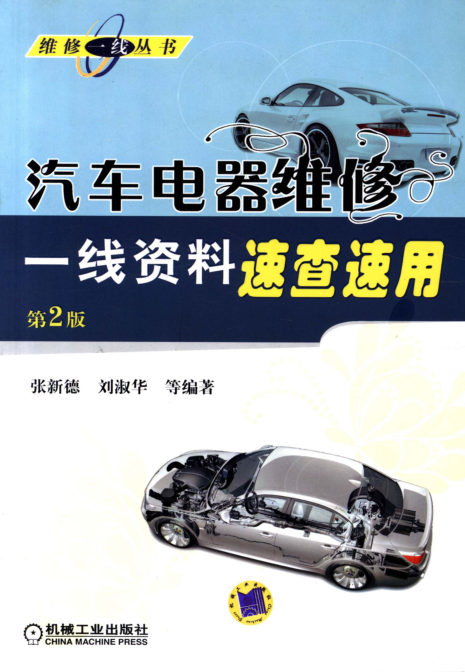 维修一线丛书
汽车电器维修
一线资料速查速用
第2版
张新德 刘淑华 等编著
机械工业出版社
CHINA MACHINE PRESS